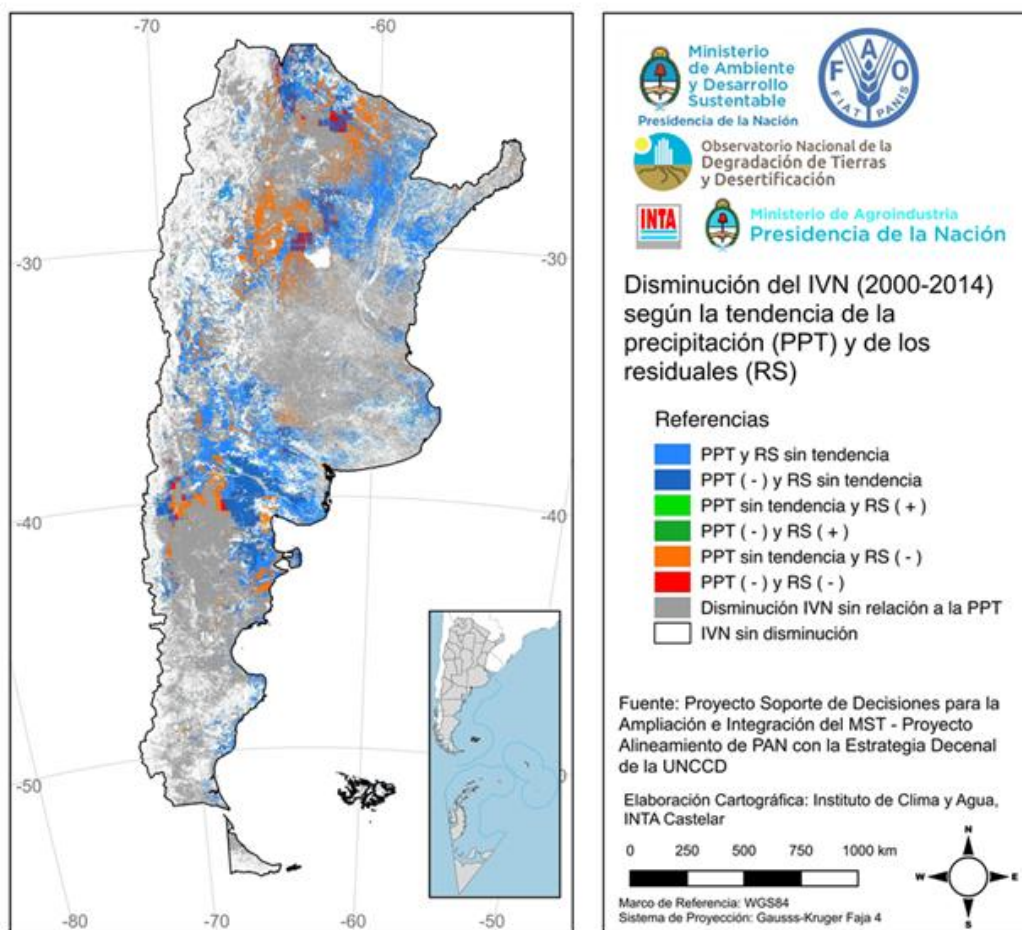 -70
-60
-30
-30
-40
-40
-50
-80
-70
-60
-50
Ministerio
de Ambiente
y Desarrollo
Sustentable
Presidencia de la Nación
F A O
FIAT PANIS
Observatorio Nacional de la
Degradación de Tierras
y Desertificación
INTA
Ministerio de Agroindustria
Presidencia de la Nación
Disminución del IVN (2000-2014)
según la tendencia de la
precipitación (PPT) y de los
residuales (RS)
Referencias
PPT y RS sin tendencia
PPT ( - ) y RS sin tendencia
PPT sin tendencia y RS ( + )
PPT ( - ) y RS ( + )
PPT sin tendencia y RS ( - )
PPT ( - ) y RS ( - )
Disminución IVN sin relación a la PPT
IVN sin disminución
Fuente: Proyecto Soporte de Decisiones para la
Ampliación e Integración del MST - Proyecto
Alineamiento de PAN con la Estrategia Decenal
de la UNCCD
Elaboración Cartográfica: Instituto de Clima y Agua,
INTA Castelar
0 250 500 750 1000 km
N
W E
S
Marco de Referencia: WGS84
Sistema de Proyección: Gausss-Kruger Faja 4